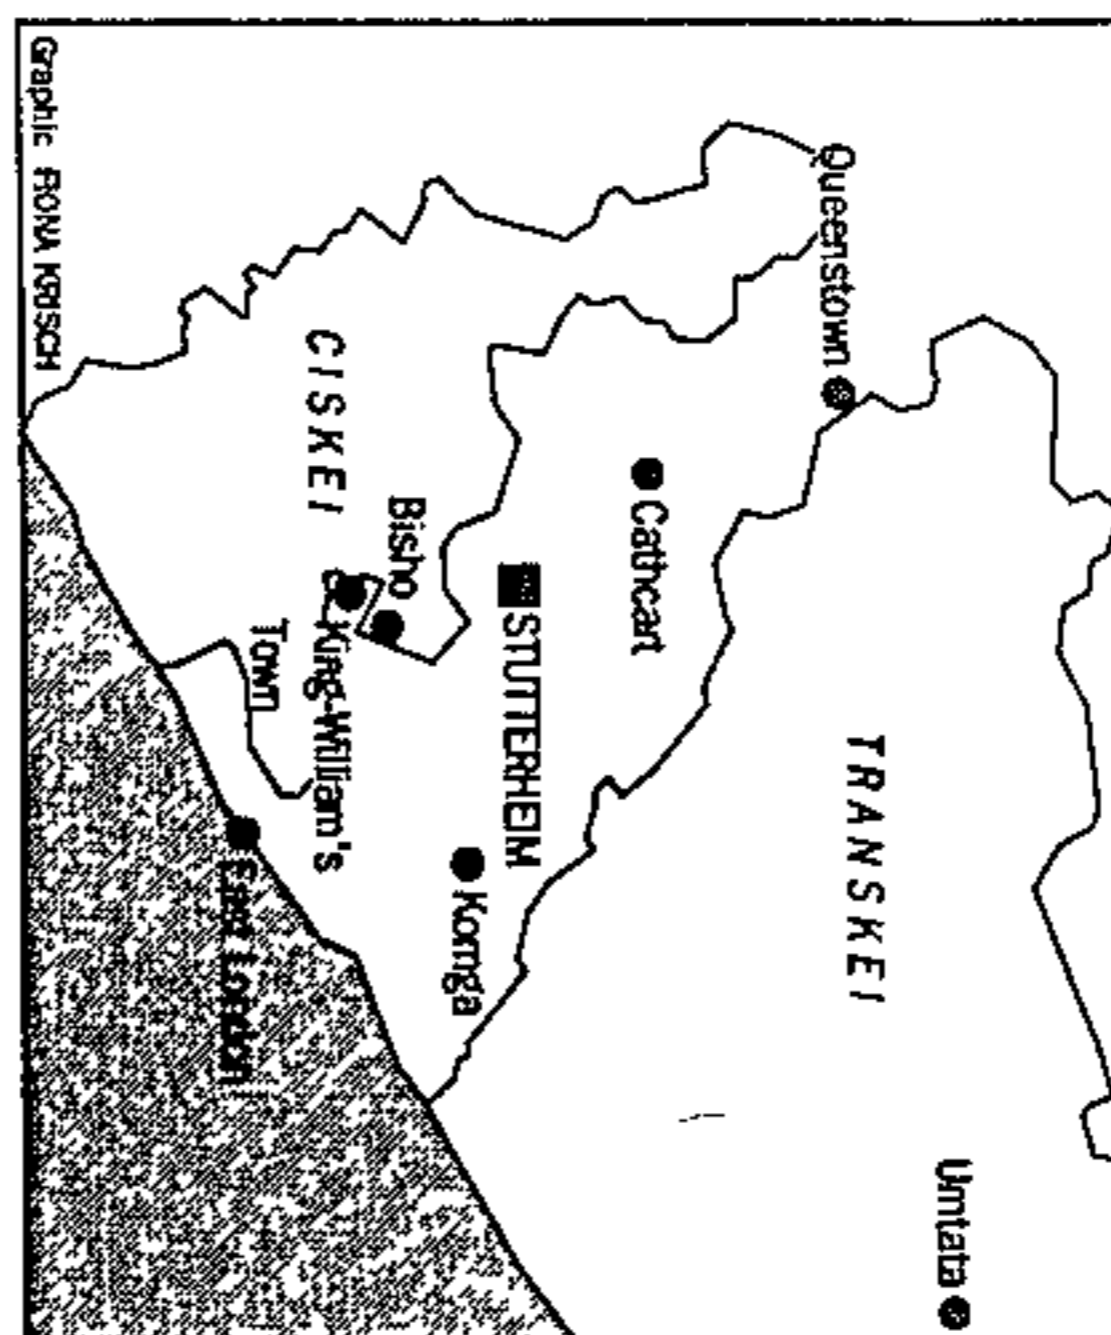 Queenstown
Umtata
TRANSKEI
Cathcart
STUTTERHEIM
Komga
Bisho
King-William's
Town
CISKEI
East London
Graphic FIONA KRISCH